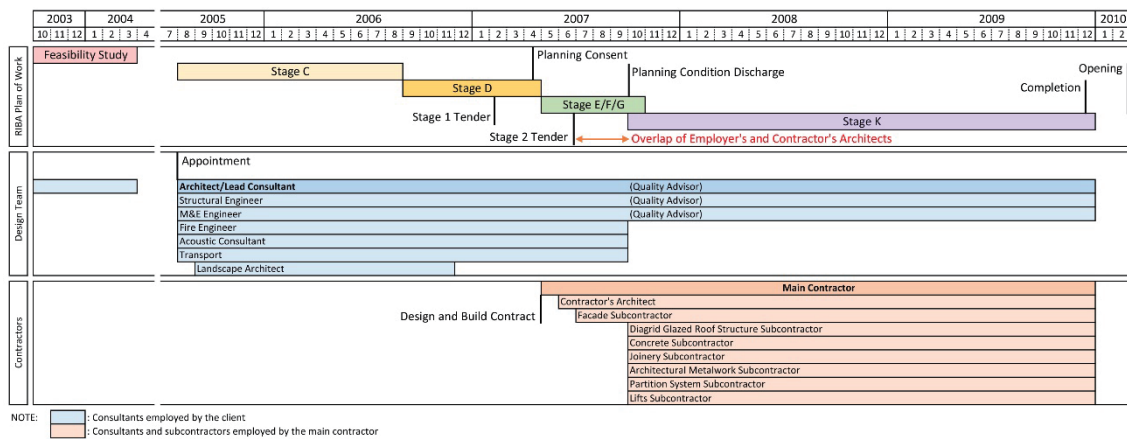 2003 2004 2005 2006 2007 2008 2009 2010
10 11 12 1 2 3 4 7 8 9 10 11 12 1 2 3 4 5 6 7 8 9 10 11 12 1 2 3 4 5 6 7 8 9 10 11 12 1 2 3 4 5 6 7 8 9 10 11 12 1 2 3 4 5 6 7 8 9 10 11 12 1 2
RIBA Plan of Work
Feasibility Study
Planning Consent
Stage C
Planning Condition Discharge
Opening
Stage D
Completion
Stage E/F/G
Stage 1 Tender
Stage K
Stage 2 Tender
Overlap of Employer's and Contractor's Architects
Design Team
Appointment
Architect/Lead Consultant (Quality Advisor)
Structural Engineer (Quality Advisor)
M&E Engineer (Quality Advisor)
Fire Engineer
Acoustic Consultant
Transport
Landscape Architect
Contractors
Main Contractor
Contractor's Architect
Design and Build Contract
Facade Subcontractor
Diagrid Glazed Roof Structure Subcontractor
Concrete Subcontractor
Joinery Subcontractor
Architectural Metalwork Subcontractor
Partition System Subcontractor
Lifts Subcontractor
NOTE: : Consultants employed by the client
: Consultants and subcontractors employed by the main contractor